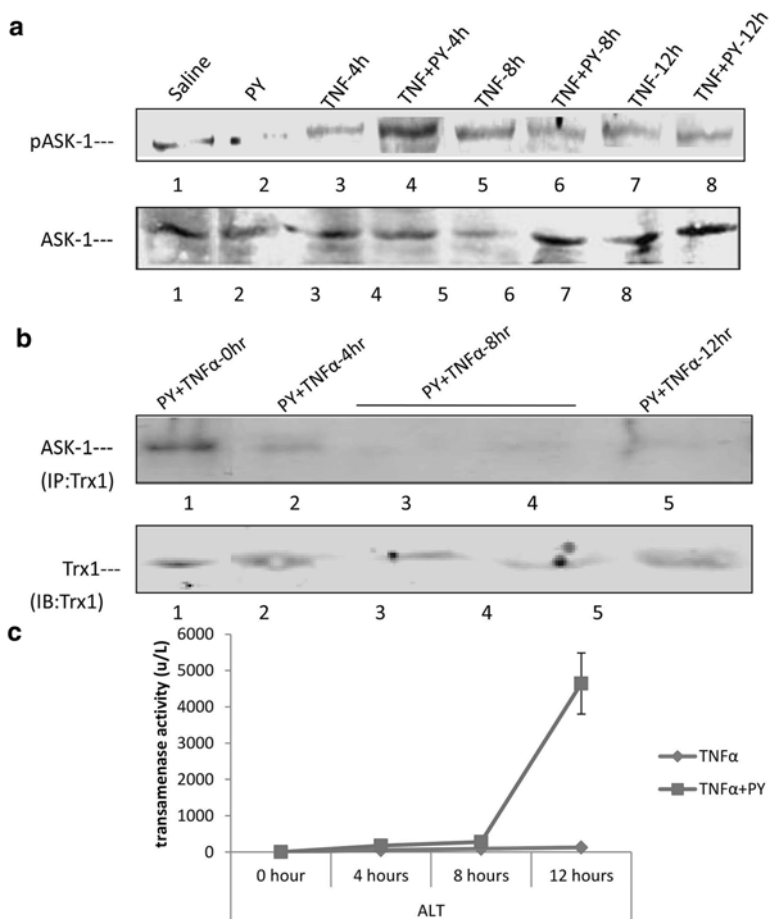 a
Saline PY TNF-4h TNF+PY-4h TNF-8h TNF+PY-8h TNF-12h TNF+PY-12h
pASK-1---
1 2 3 4 5 6 7 8
ASK-1---
1 2 3 4 5 6 7 8
b
PY+TNFα-0hr PY+TNFα-4hr PY+TNFα-8hr PY+TNFα-12hr
ASK-1---
(IP:Trx1)
1 2 3 4 5
Trx1---
(IB:Trx1)
1 2 3 4 5
c
transamenase activity (u/L)
6000
5000
4000
3000
2000
1000
0
TNFα
TNFα+PY
0 hour 4 hours 8 hours 12 hours
ALT